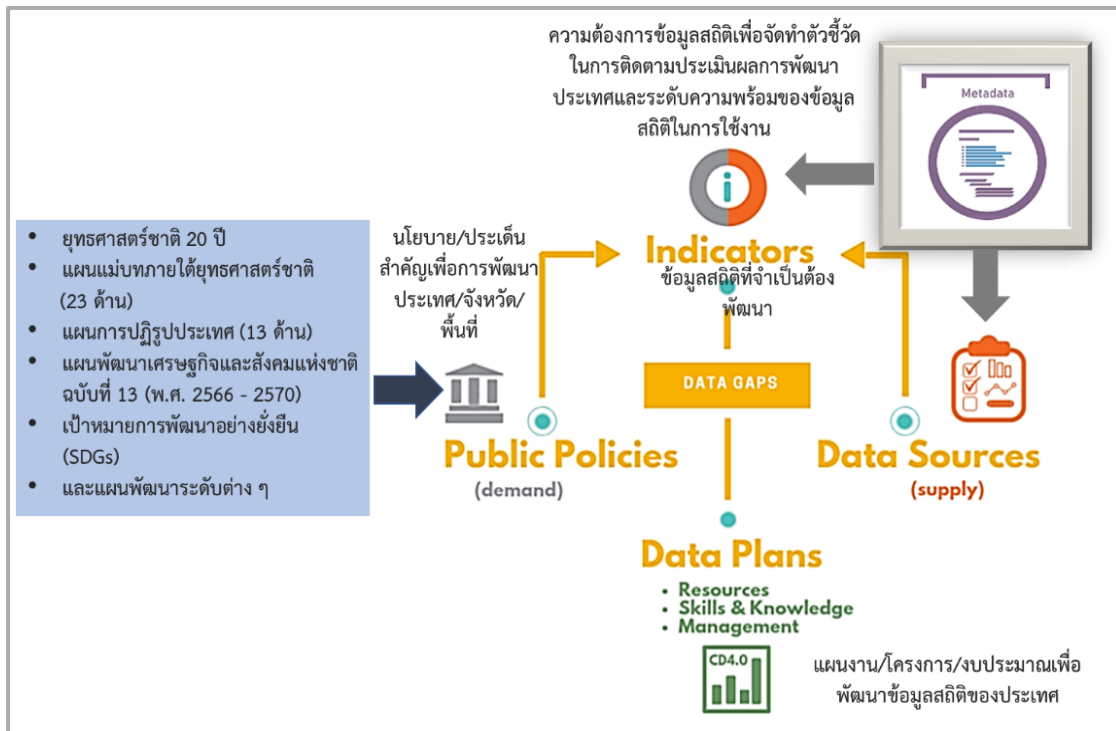 ความต้องการข้อมูลสถิติเพื่อจัดทำตัวชี้วัด
ในการติดตามประเมินผลการพัฒนา
ประเทศและระดับความพร้อมของข้อมูล
สถิติในการใช้งาน
Metadata
i
• ยุทธศาสตร์ชาติ 20 ปี
• แผนแม่บทภายใต้ยุทธศาสตร์ชาติ
(23 ด้าน)
• แผนการปฏิรูปประเทศ (13 ด้าน)
• แผนพัฒนาเศรษฐกิจและสังคมแห่งชาติ
ฉบับที่ 13 (พ.ศ. 2566 - 2570)
• เป้าหมายการพัฒนาอย่างยั่งยืน
(SDGs)
• และแผนพัฒนาระดับต่าง ๆ
นโยบาย/ประเด็น
สำคัญเพื่อการพัฒนา
ประเทศ/จังหวัด/
พื้นที่
Indicators
ข้อมูลสถิติที่จำเป็นต้อง
พัฒนา
DATA GAPS
Public Policies
(demand)
Data Sources
(supply)
Data Plans
• Resources
• Skills & Knowledge
• Management
CD4.0
แผนงาน/โครงการ/งบประมาณเพื่อ
พัฒนาข้อมูลสถิติของประเทศ